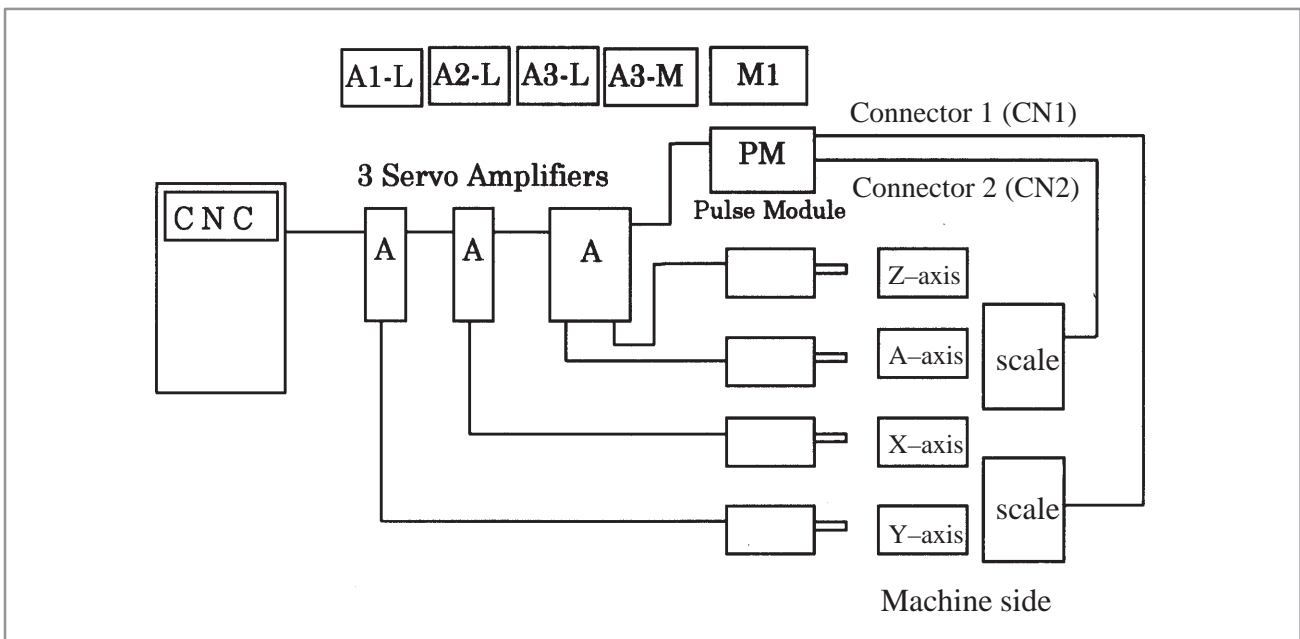 A1-L A2-L A3-L A3-M M1
Connector 1 (CN1)
PM
3 Servo Amplifiers
Connector 2 (CN2)
Pulse Module
CNC
A A A
Z–axis
A–axis
scale
X–axis
scale
Y–axis
Machine side